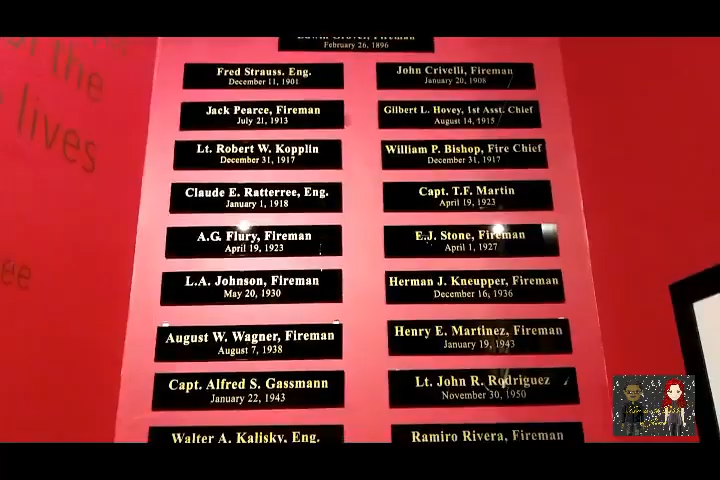 of the
lives
ee
Edwin Grover, Fireman
February 26, 1896
Fred Strauss. Eng.
December 11, 1901
John Crivelli, Fireman
January 20, 1908
Jack Pearce, Fireman
July 21, 1913
Gilbert L. Hovey, 1st Asst. Chief
August 14, 1915
Lt. Robert W. Kopplin
December 31, 1917
William P. Bishop, Fire Chief
December 31, 1917
Claude E. Ratterree, Eng.
January 1, 1918
Capt. T.F. Martin
April 19, 1923
A.G. Flury, Fireman
April 19, 1923
E.J. Stone, Fireman
April 1, 1927
L.A. Johnson, Fireman
May 20, 1930
Herman J. Kneupper, Fireman
December 16, 1936
August W. Wagner, Fireman
August 7, 1938
Henry E. Martinez, Fireman
January 19, 1943
Capt. Alfred S. Gassmann
January 22, 1943
Lt. John R. Rodriguez
November 30, 1950
Walter A. Kalisky, Eng.
Ramiro Rivera, Fireman